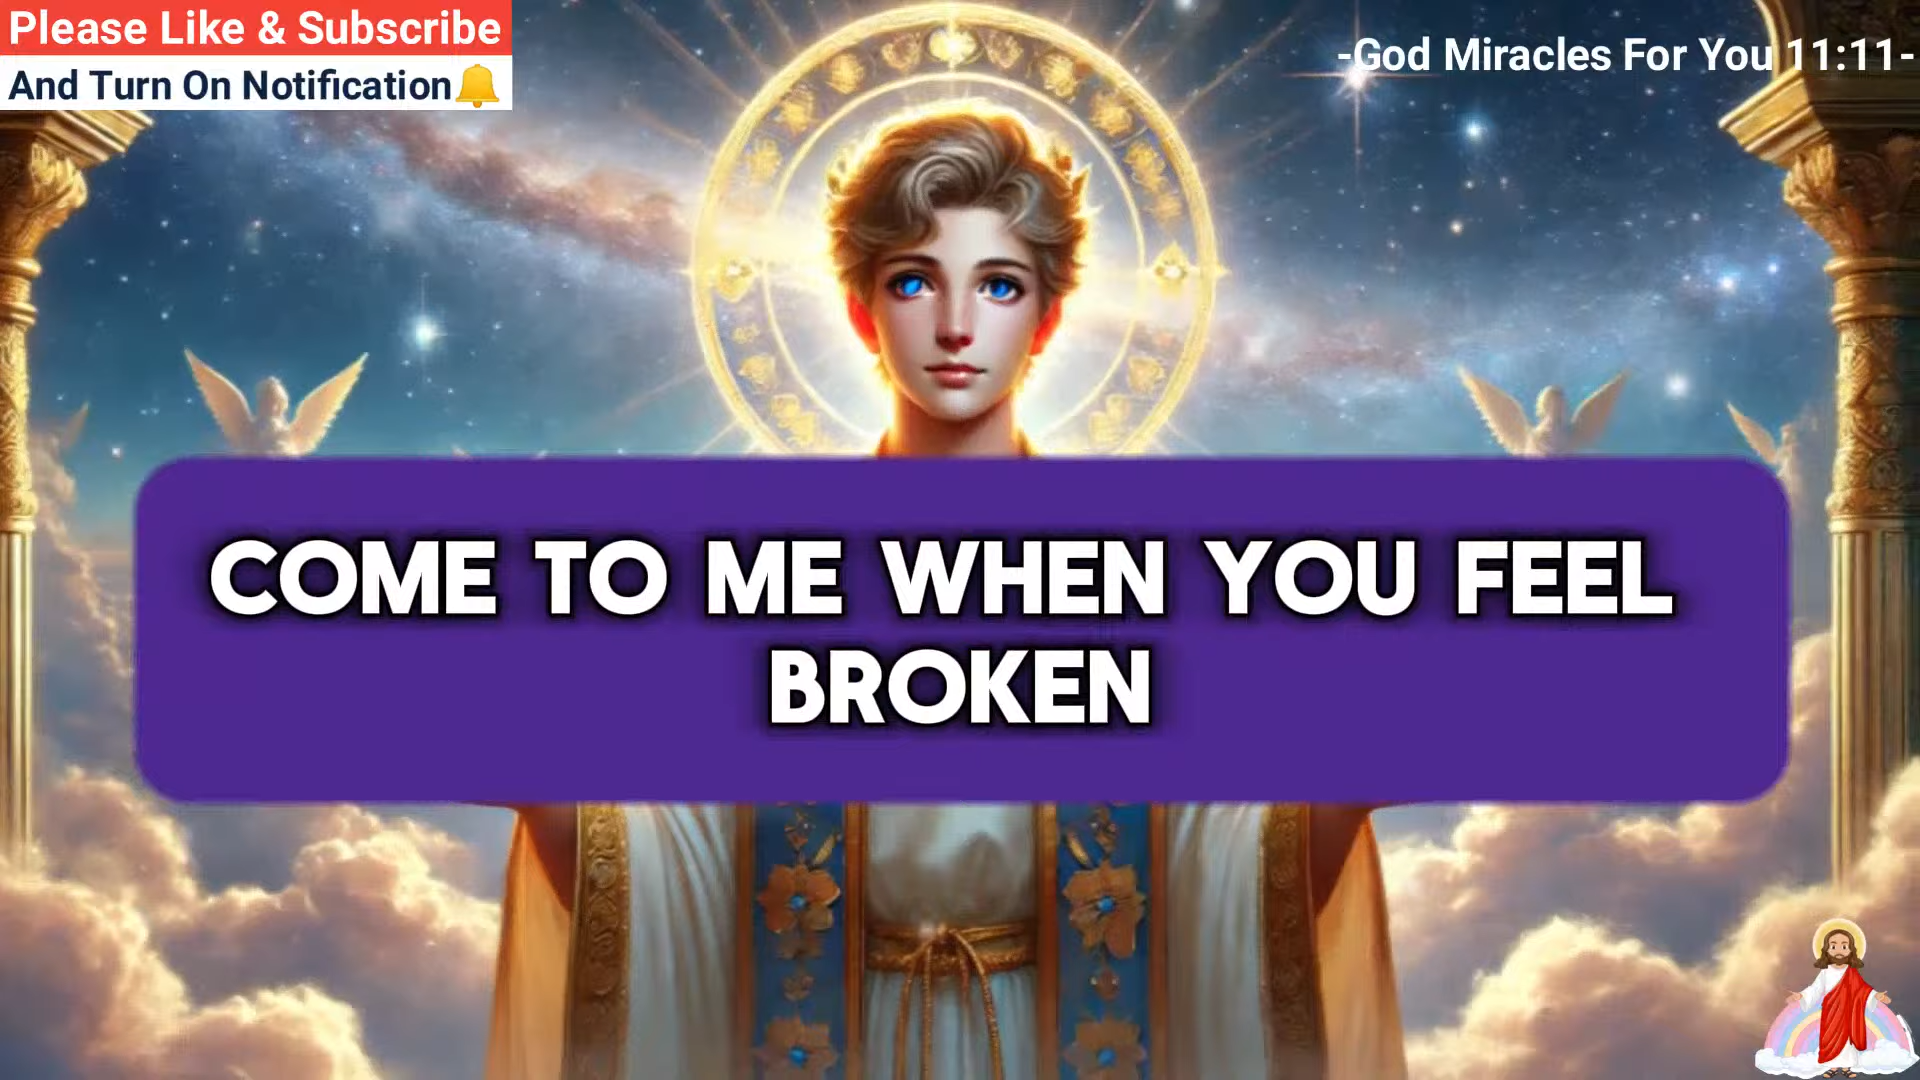 Please Like & Subscribe
And Turn On Notification🔔
-God Miracles For You 11:11-
COME TO ME WHEN YOU FEEL
BROKEN